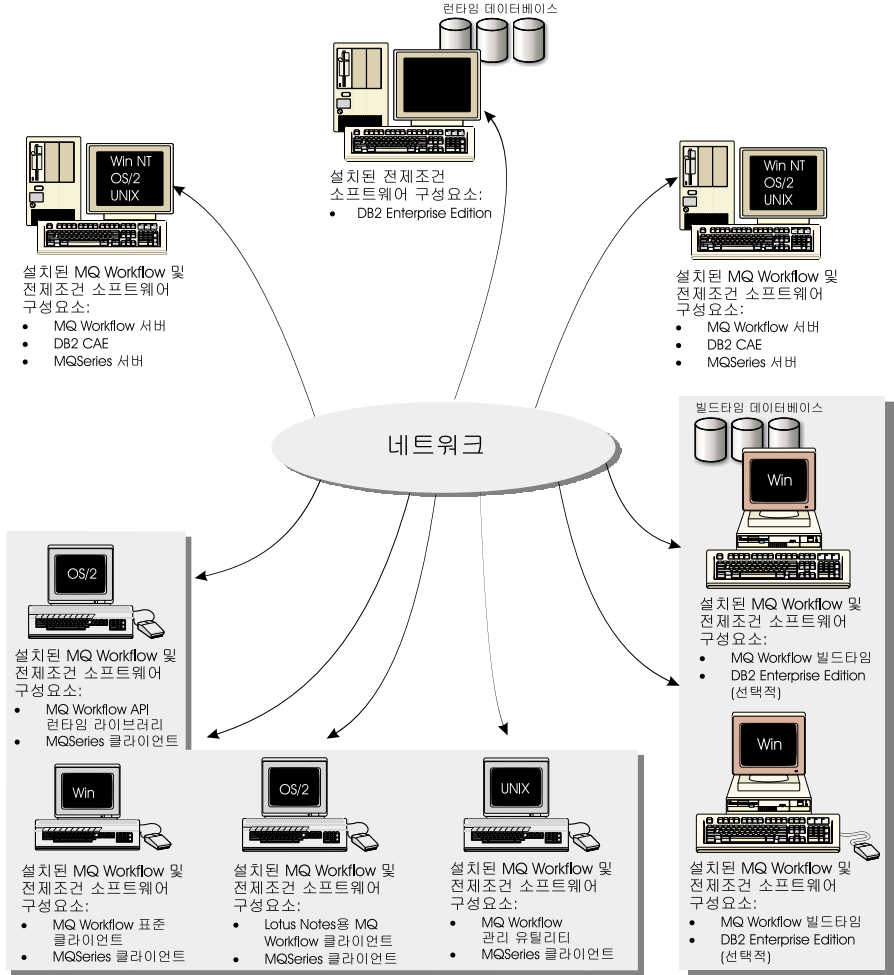 런타임 데이터베이스
설치된 전제조건
소프트웨어 구성요소:
• DB2 Enterprise Edition
Win NT
OS/2
UNIX
설치된 MQ Workflow 및
전제조건 소프트웨어
구성요소:
• MQ Workflow 서버
• DB2 CAE
• MQSeries 서버
Win NT
OS/2
UNIX
설치된 MQ Workflow 및
전제조건 소프트웨어
구성요소:
• MQ Workflow 서버
• DB2 CAE
• MQSeries 서버
네트워크
빌드타임 데이터베이스
Win
설치된 MQ Workflow 및
전제조건 소프트웨어
구성요소:
• MQ Workflow 빌드타임
• DB2 Enterprise Edition
(선택적)
OS/2
설치된 MQ Workflow 및
전제조건 소프트웨어
구성요소:
• MQ Workflow API
런타임 라이브러리
• MQSeries 클라이언트
Win
설치된 MQ Workflow 및
전제조건 소프트웨어
구성요소:
• MQ Workflow 표준
클라이언트
• MQSeries 클라이언트
OS/2
설치된 MQ Workflow 및
전제조건 소프트웨어
구성요소:
• Lotus Notes용 MQ
Workflow 클라이언트
• MQSeries 클라이언트
UNIX
설치된 MQ Workflow 및
전제조건 소프트웨어
구성요소:
• MQ Workflow
관리 유틸리티
• MQSeries 클라이언트
Win
설치된 MQ Workflow 및
전제조건 소프트웨어
구성요소:
• MQ Workflow 빌드타임
• DB2 Enterprise Edition
(선택적)